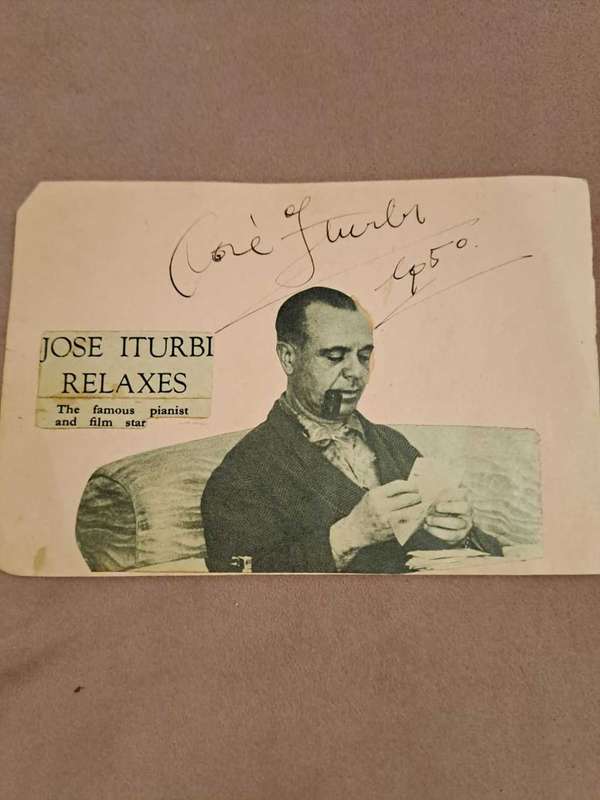 José Iturbi
1950.
JOSE ITURBI
RELAXES
The famous pianist
and film star